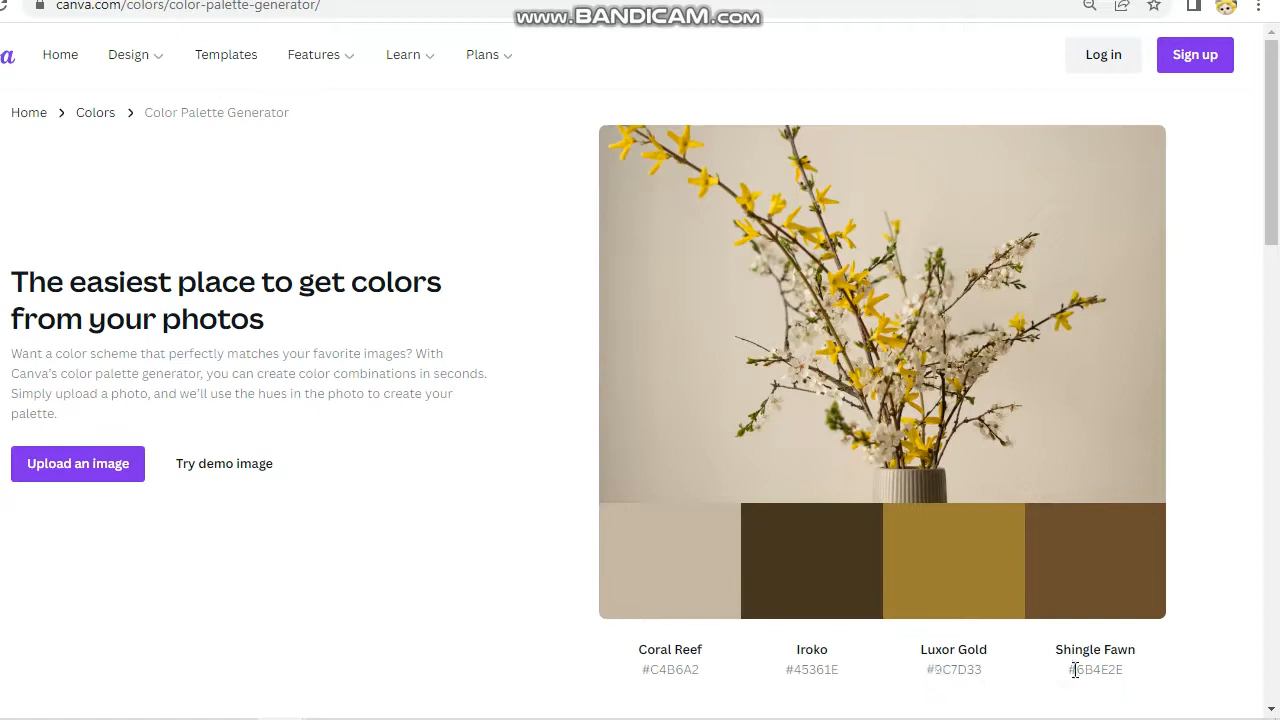 canva.com/colors/color-palette-generator/
www.BANDICAM.com
a
Home Design Templates Features Learn Plans Log in Sign up
Home > Colors > Color Palette Generator
The easiest place to get colors
from your photos
Want a color scheme that perfectly matches your favorite images? With
Canva's color palette generator, you can create color combinations in seconds.
Simply upload a photo, and we'll use the hues in the photo to create your
palette.
Upload an image Try demo image
Coral Reef Iroko Luxor Gold Shingle Fawn
#C4B6A2 #45361E #9C7D33 #6B4E2E